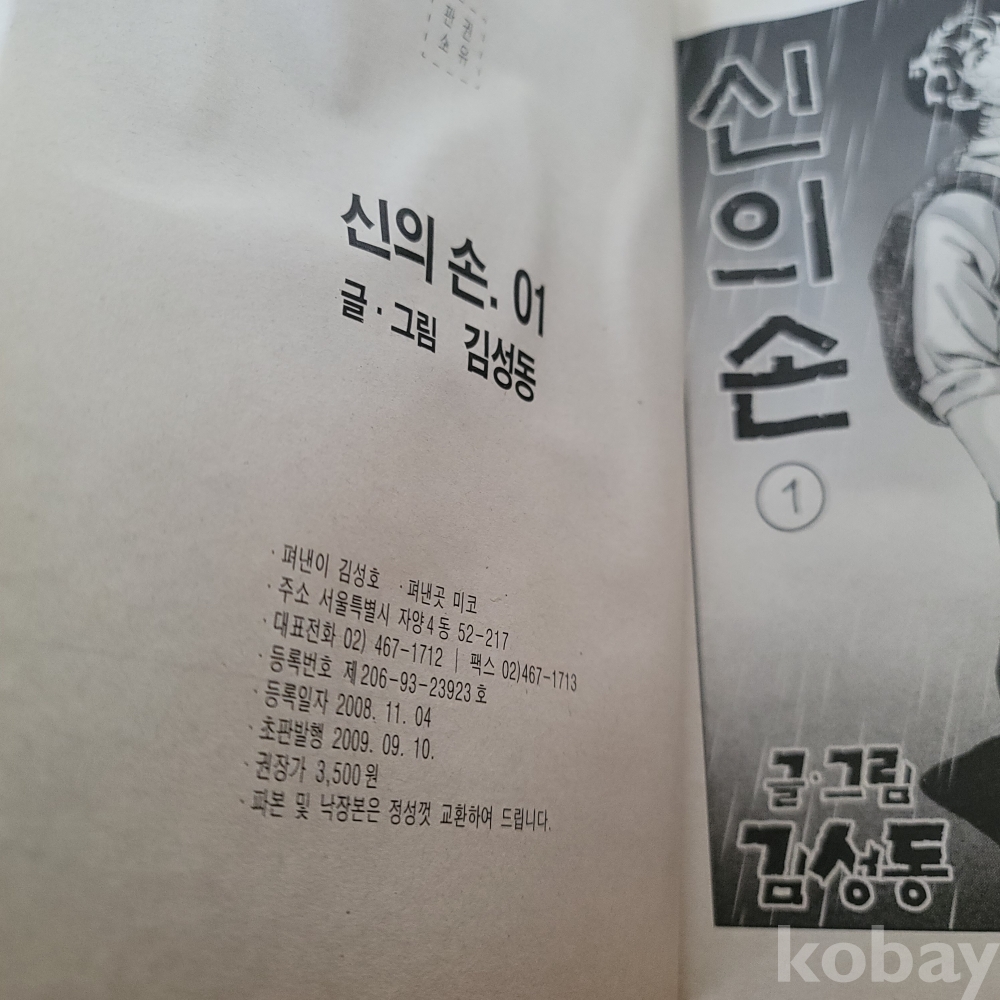 신의 손. 01
글·그림 김성동
· 펴낸이 김성호 · 펴낸곳 미코
· 주소 서울특별시 자양4동 52-217
· 대표전화 02) 467-1712 | 팩스 02)467-1713
· 등록번호 제206-93-23923호
· 등록일자 2008. 11. 04
· 초판발행 2009. 09. 10.
· 권장가 3,500원
· 파본 및 낙장본은 정성껏 교환하여 드립니다.
신의 손
1
글·그림
김성동
kobay